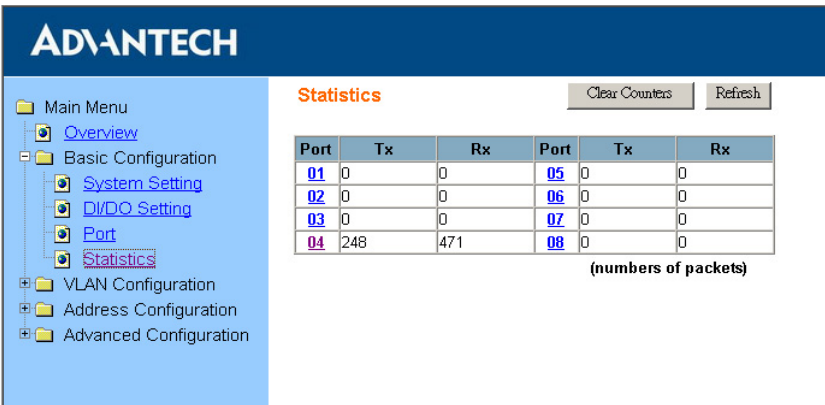 ADVANTECH
Main Menu
Overview
Basic Configuration
System Setting
DI/DO Setting
Port
Statistics
VLAN Configuration
Address Configuration
Advanced Configuration
Statistics
Clear Counters
Refresh
Port Tx Rx Port Tx Rx
01 0 0 05 0 0
02 0 0 06 0 0
03 0 0 07 0 0
04 248 471 08 0 0
(numbers of packets)